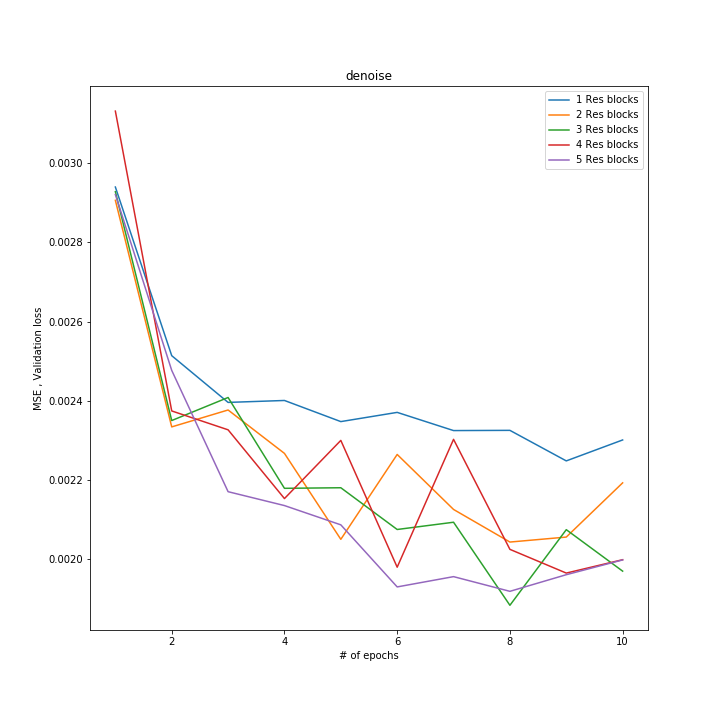 denoise
1 Res blocks
2 Res blocks
3 Res blocks
4 Res blocks
5 Res blocks
0.0030
0.0028
0.0026
0.0024
0.0022
0.0020
MSE , Validation loss
2 4 6 8 10
# of epochs